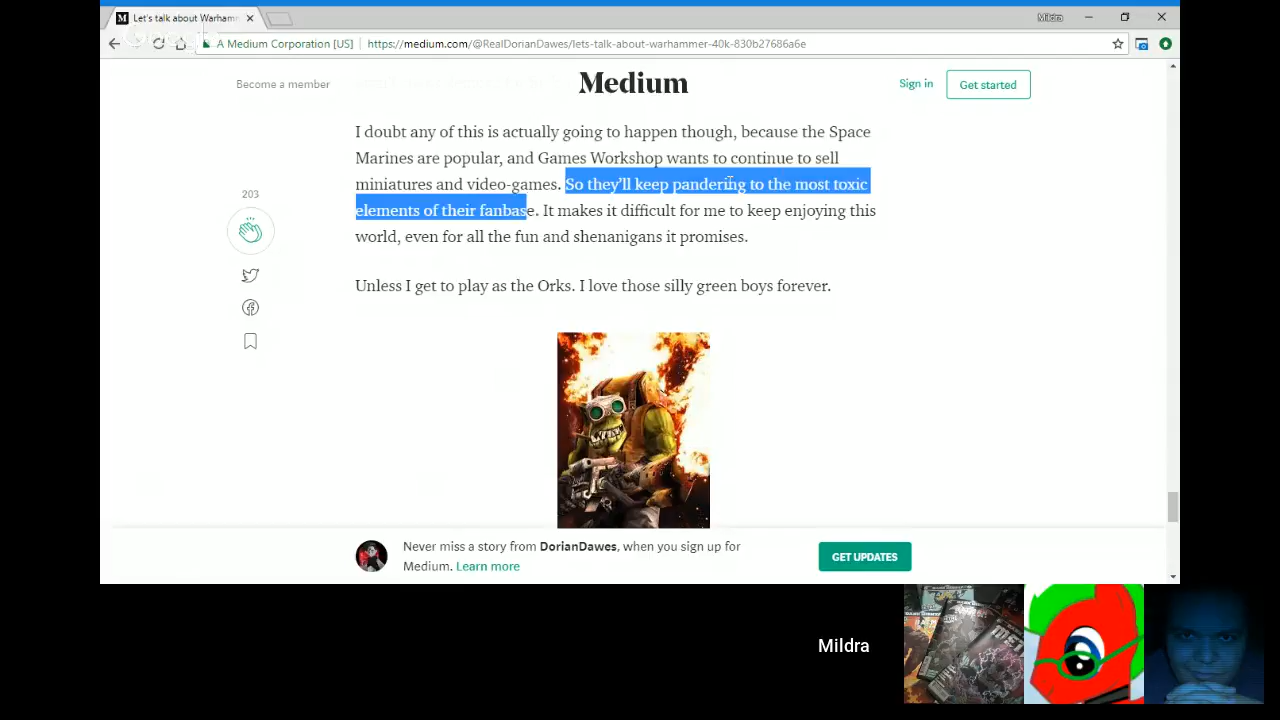 Let's talk about Warham
Mildra
A Medium Corporation [US]
https://medium.com/@RealDorianDawes/lets-talk-about-warhammer-40k-830b27686a6e
Become a member
Medium
Sign in
Get started
I doubt any of this is actually going to happen though, because the Space
Marines are popular, and Games Workshop wants to continue to sell
miniatures and video-games. So they'll keep pandering to the most toxic
elements of their fanbase. It makes it difficult for me to keep enjoying this
world, even for all the fun and shenanigans it promises.
203
Unless I get to play as the Orks. I love those silly green boys forever.
Never miss a story from DorianDawes, when you sign up for
Medium. Learn more
GET UPDATES
Mildra